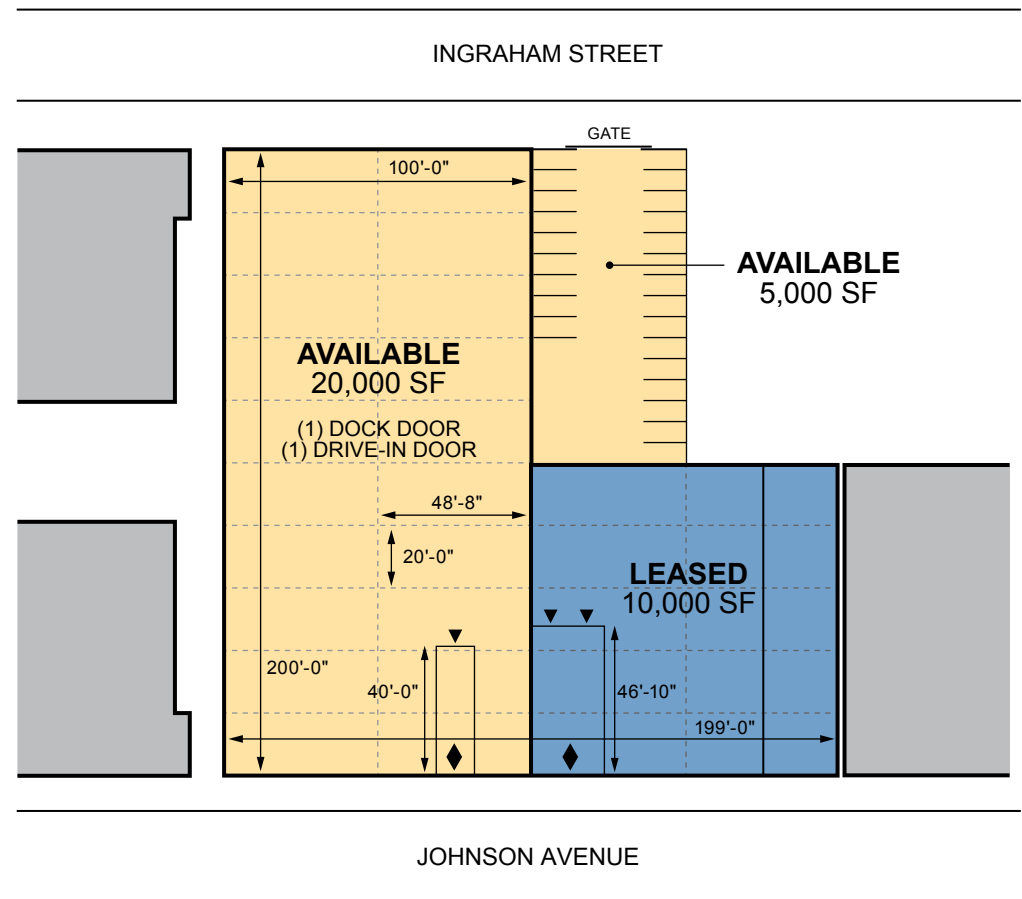 INGRAHAM STREET
GATE
100'-0"
AVAILABLE
5,000 SF
AVAILABLE
20,000 SF
(1) DOCK DOOR
(1) DRIVE-IN DOOR
48'-8"
20'-0"
LEASED
10,000 SF
200'-0"
40'-0"
46'-10"
199'-0"
JOHNSON AVENUE